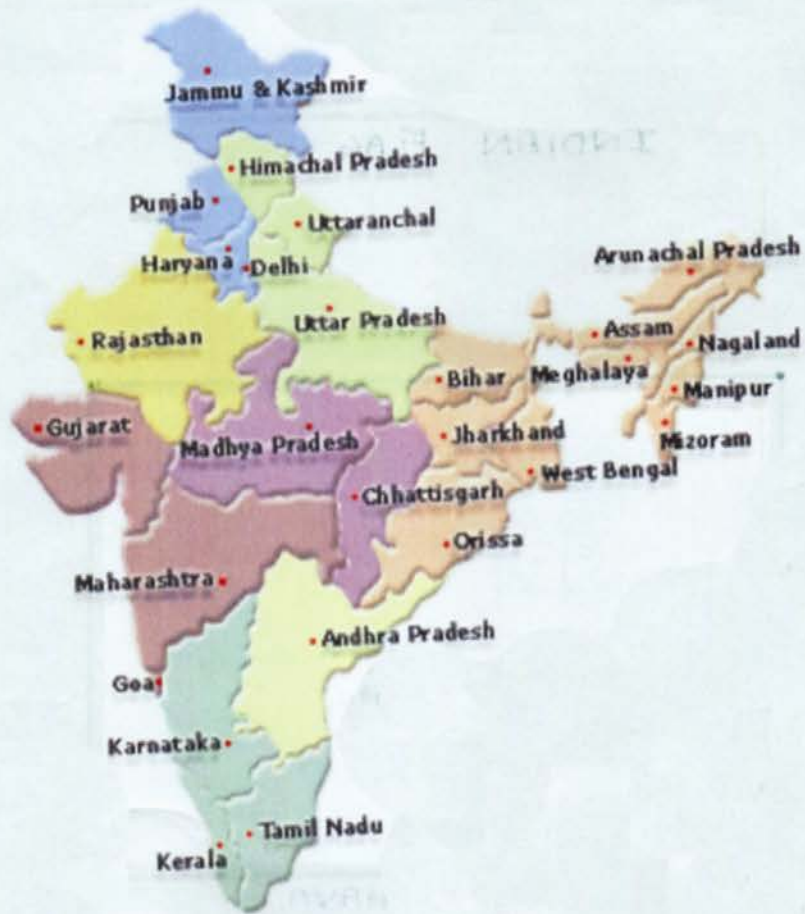 Jammu & Kashmir
Himachal Pradesh
Punjab
Uttaranchal
Haryana
Delhi
Arunachal Pradesh
Rajasthan
Uttar Pradesh
Assam
Nagaland
Bihar
Meghalaya
Manipur
Gujarat
Madhya Pradesh
Jharkhand
Mizoram
West Bengal
Chhattisgarh
Orissa
Maharashtra
Andhra Pradesh
Goa
Karnataka
Tamil Nadu
Kerala